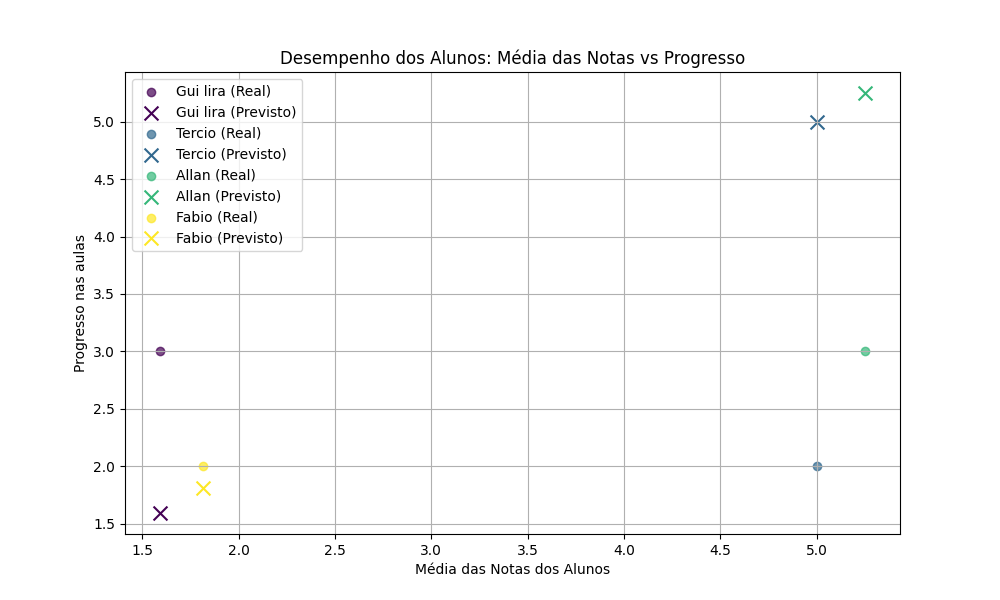 Desempenho dos Alunos: Média das Notas vs Progresso
Gui lira (Real)
Gui lira (Previsto)
Tercio (Real)
Tercio (Previsto)
Allan (Real)
Allan (Previsto)
Fabio (Real)
Fabio (Previsto)
Progresso nas aulas
5.0
4.5
4.0
3.5
3.0
2.5
2.0
1.5
1.5 2.0 2.5 3.0 3.5 4.0 4.5 5.0
Média das Notas dos Alunos